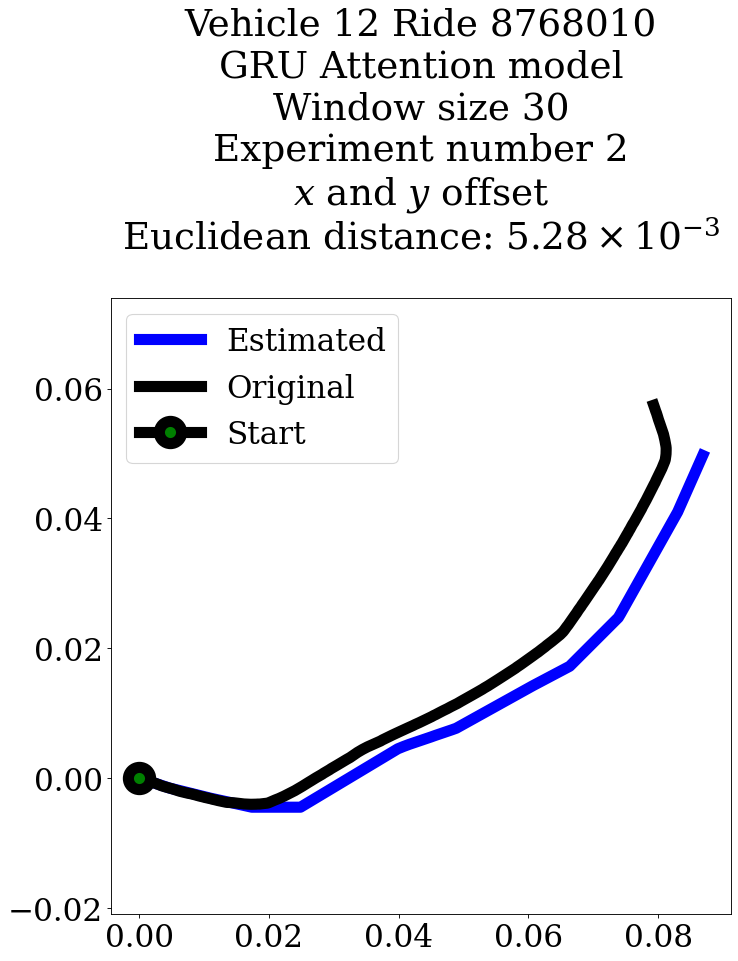 Vehicle 12 Ride 8768010
GRU Attention model
Window size 30
Experiment number 2
x and y offset
Euclidean distance: 5.28 × 10⁻³
Estimated
Original
Start
0.06
0.04
0.02
0.00
−0.02
0.00 0.02 0.04 0.06 0.08